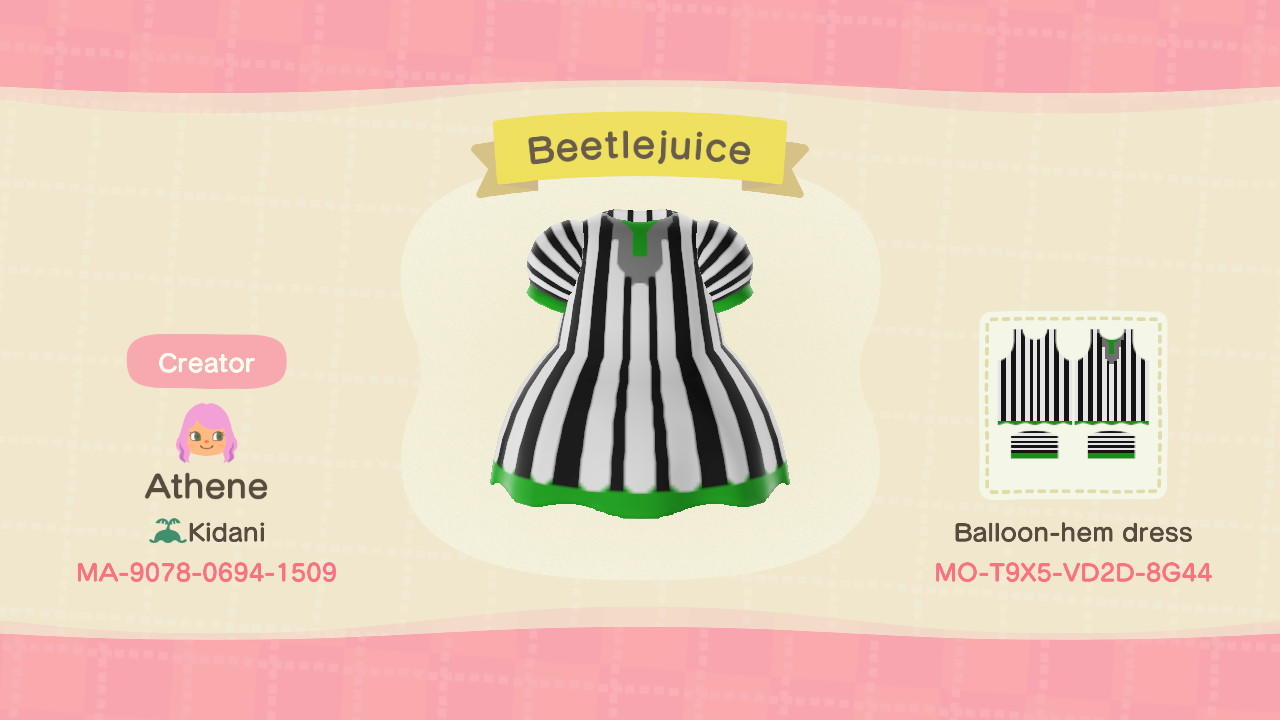 Beetlejuice
Creator
Athene
Kidani
MA-9078-0694-1509
Balloon-hem dress
MO-T9X5-VD2D-8G44